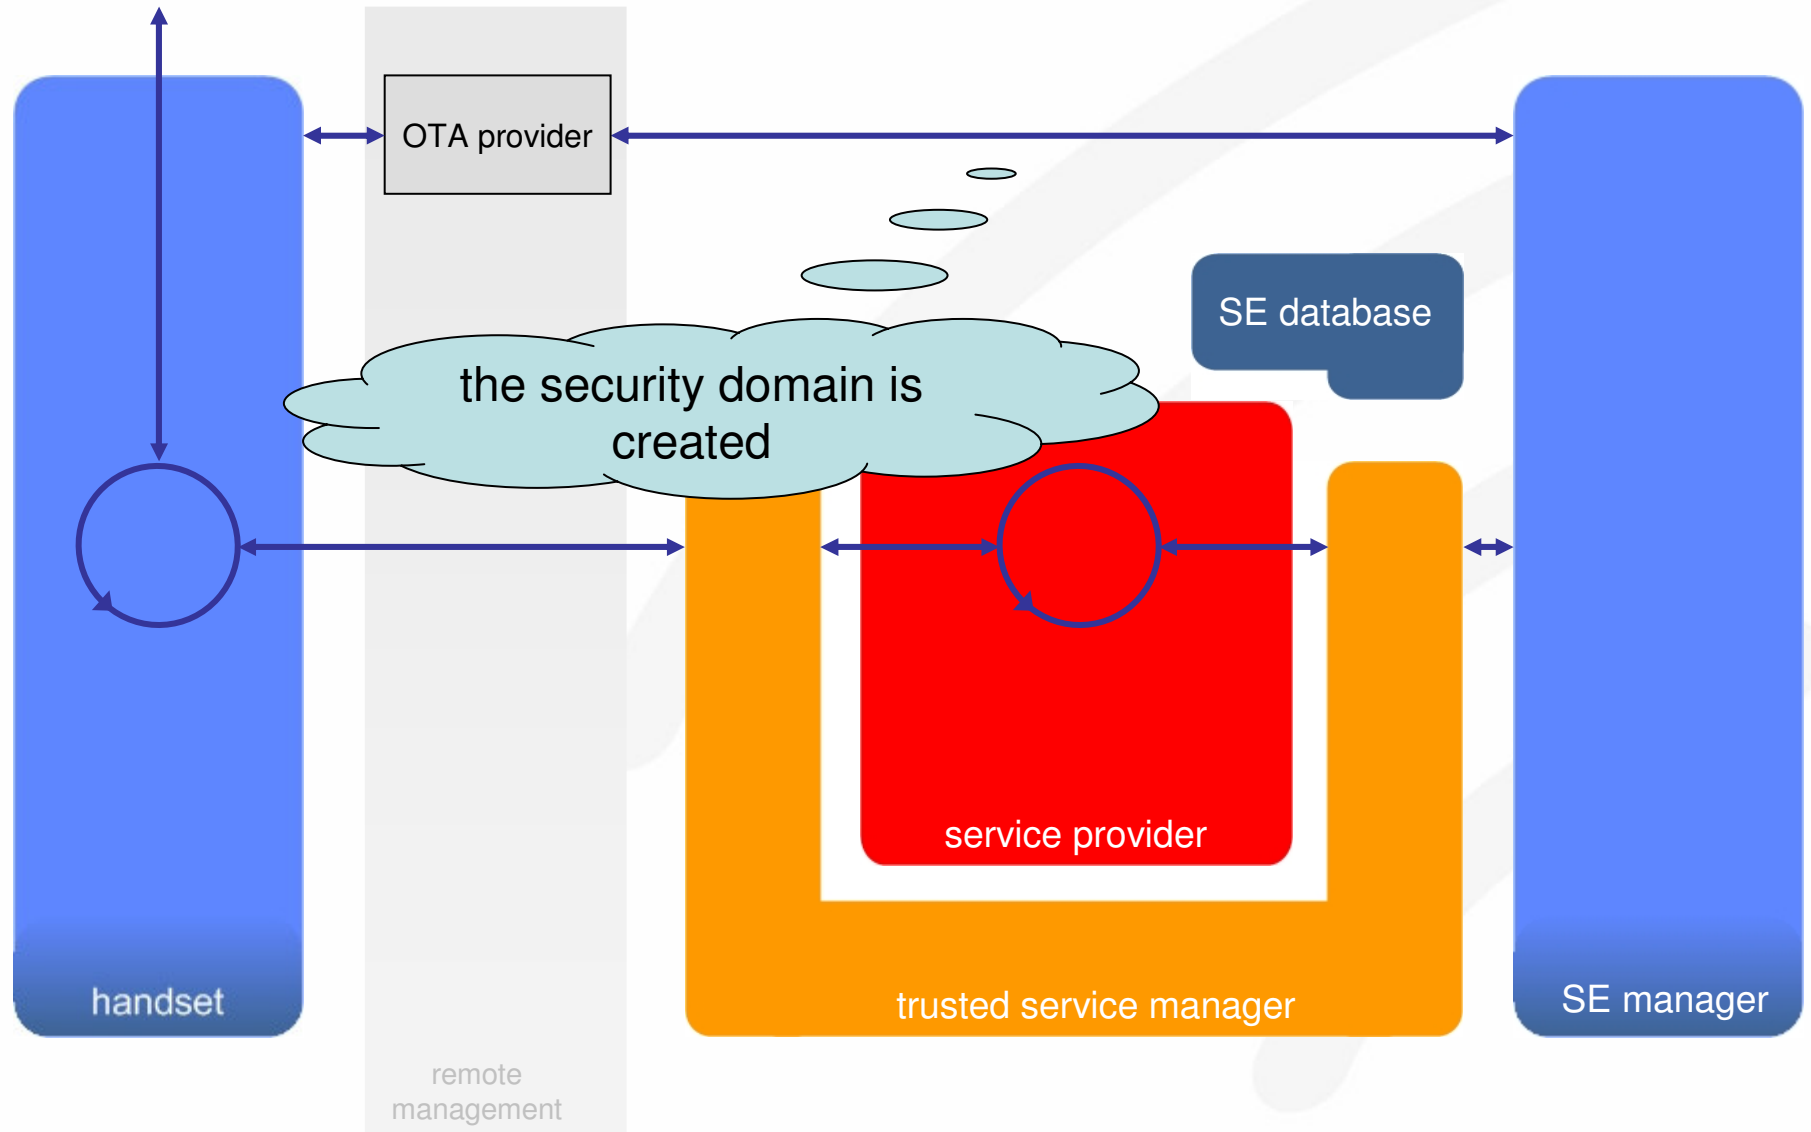 OTA provider
SE database
the security domain is
created
service provider
handset
trusted service manager
SE manager
remote
management